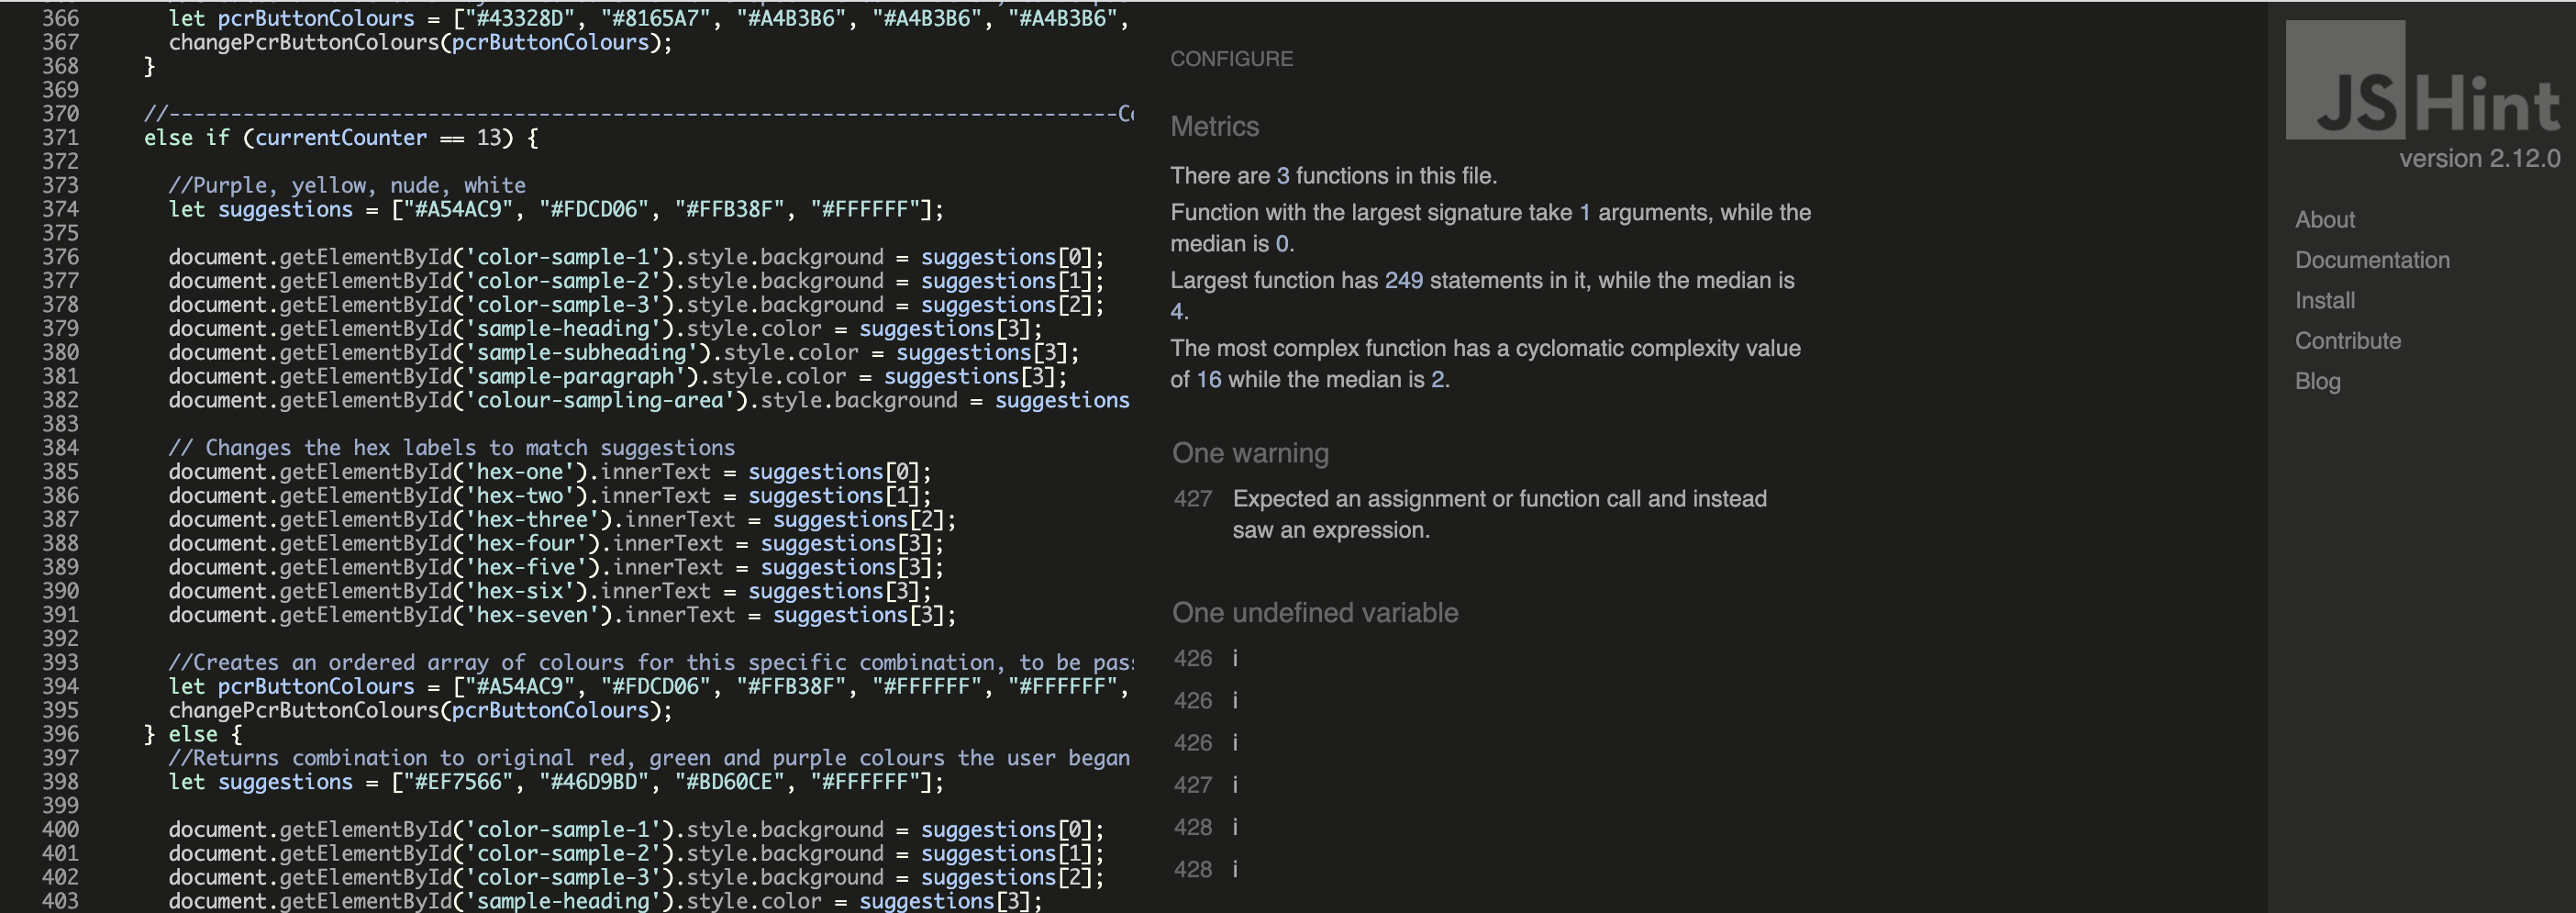 366 let pcrButtonColours = ["#43328D", "#8165A7", "#A4B3B6", "#A4B3B6", "#A4B3B6",
367 changePcrButtonColours(pcrButtonColours);
368 }
369
370 //-----------------------------------------------------------------------------C
371 else if (currentCounter == 13) {
372
373 //Purple, yellow, nude, white
374 let suggestions = ["#A54AC9", "#FDCD06", "#FFB38F", "#FFFFFF"];
375
376 document.getElementById('color-sample-1').style.background = suggestions[0];
377 document.getElementById('color-sample-2').style.background = suggestions[1];
378 document.getElementById('color-sample-3').style.background = suggestions[2];
379 document.getElementById('sample-heading').style.color = suggestions[3];
380 document.getElementById('sample-subheading').style.color = suggestions[3];
381 document.getElementById('sample-paragraph').style.color = suggestions[3];
382 document.getElementById('colour-sampling-area').style.background = suggestions
383
384 // Changes the hex labels to match suggestions
385 document.getElementById('hex-one').innerText = suggestions[0];
386 document.getElementById('hex-two').innerText = suggestions[1];
387 document.getElementById('hex-three').innerText = suggestions[2];
388 document.getElementById('hex-four').innerText = suggestions[3];
389 document.getElementById('hex-five').innerText = suggestions[3];
390 document.getElementById('hex-six').innerText = suggestions[3];
391 document.getElementById('hex-seven').innerText = suggestions[3];
392
393 //Creates an ordered array of colours for this specific combination, to be pas
394 let pcrButtonColours = ["#A54AC9", "#FDCD06", "#FFB38F", "#FFFFFF", "#FFFFFF",
395 changePcrButtonColours(pcrButtonColours);
396 } else {
397 //Returns combination to original red, green and purple colours the user began
398 let suggestions = ["#EF7566", "#46D9BD", "#BD60CE", "#FFFFFF"];
399
400 document.getElementById('color-sample-1').style.background = suggestions[0];
401 document.getElementById('color-sample-2').style.background = suggestions[1];
402 document.getElementById('color-sample-3').style.background = suggestions[2];
403 document.getElementById('sample-heading').style.color = suggestions[3];
CONFIGURE
Metrics
There are 3 functions in this file.
Function with the largest signature take 1 arguments, while the
median is 0.
Largest function has 249 statements in it, while the median is
4.
The most complex function has a cyclomatic complexity value
of 16 while the median is 2.
One warning
427 Expected an assignment or function call and instead
saw an expression.
One undefined variable
426 i
426 i
426 i
427 i
428 i
428 i
JSHint
version 2.12.0
About
Documentation
Install
Contribute
Blog